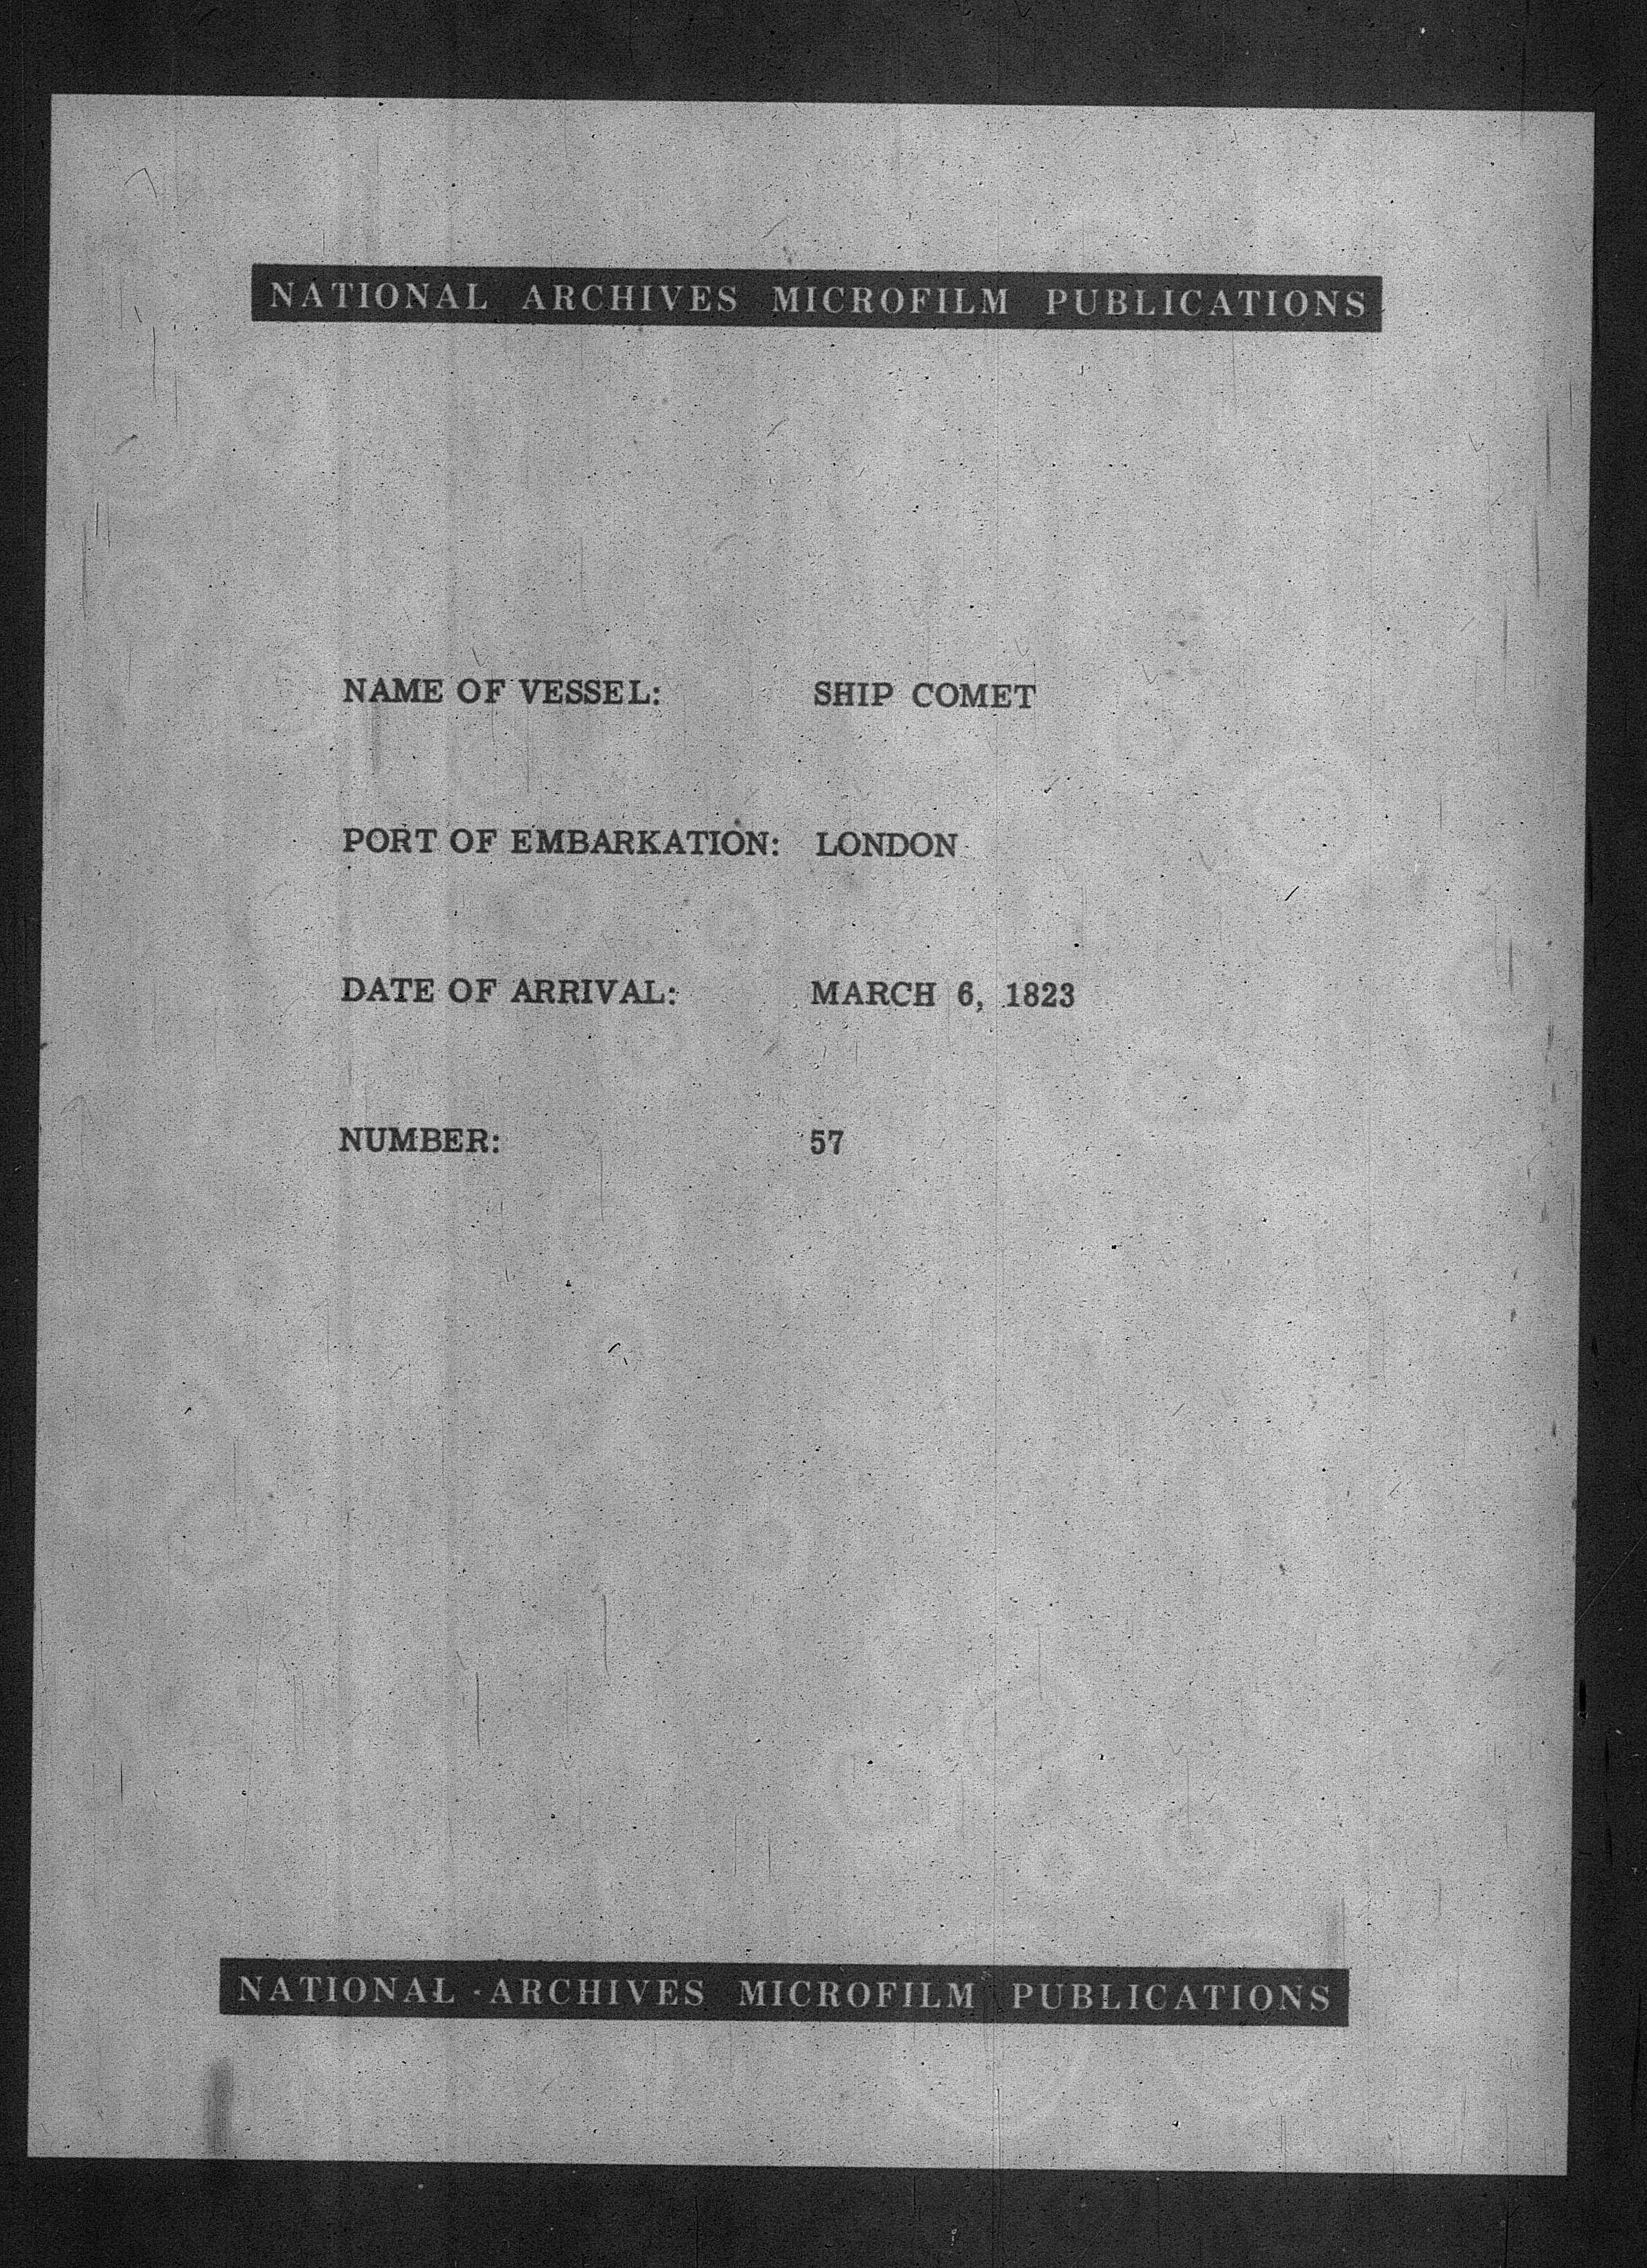 NATIONAL ARCHIVES MICROFILM PUBLICATIONS
NAME OF VESSEL: SHIP COMET
PORT OF EMBARKATION: LONDON
DATE OF ARRIVAL: MARCH 6, 1823
NUMBER: 57
NATIONAL ARCHIVES MICROFILM PUBLICATIONS